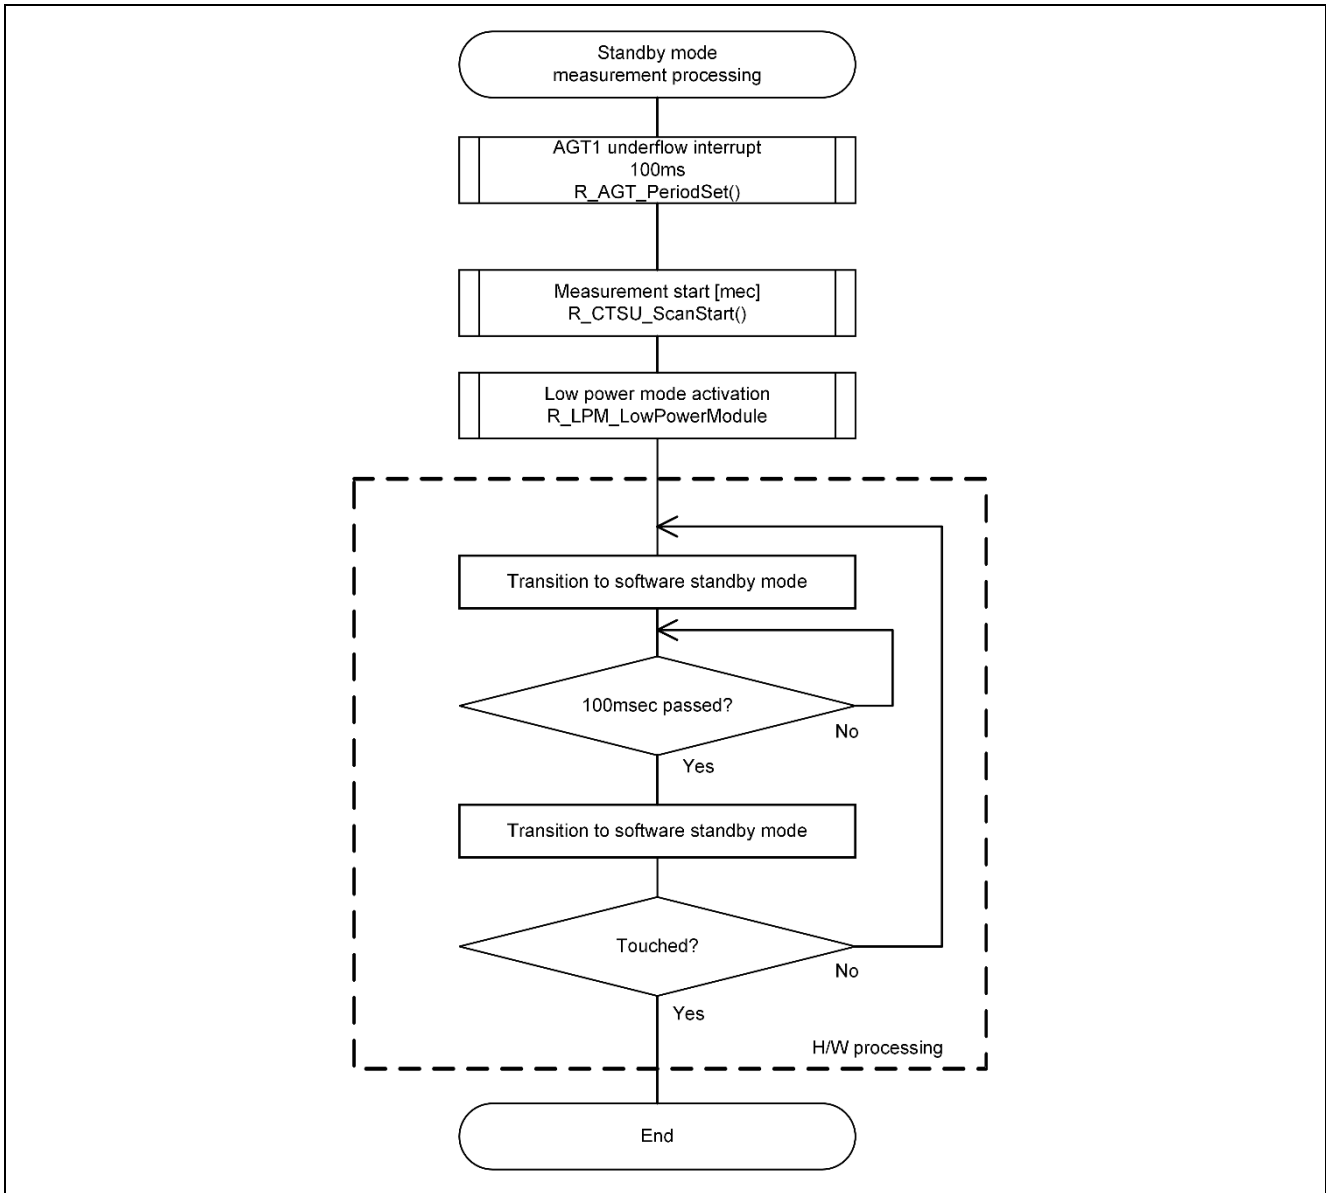 Standby mode
measurement processing
AGT1 underflow interrupt
100ms
R_AGT_PeriodSet()
Measurement start [mec]
R_CTSU_ScanStart()
Low power mode activation
R_LPM_LowPowerModule
Transition to software standby mode
100msec passed?
No
Yes
Transition to software standby mode
Touched?
No
Yes
H/W processing
End